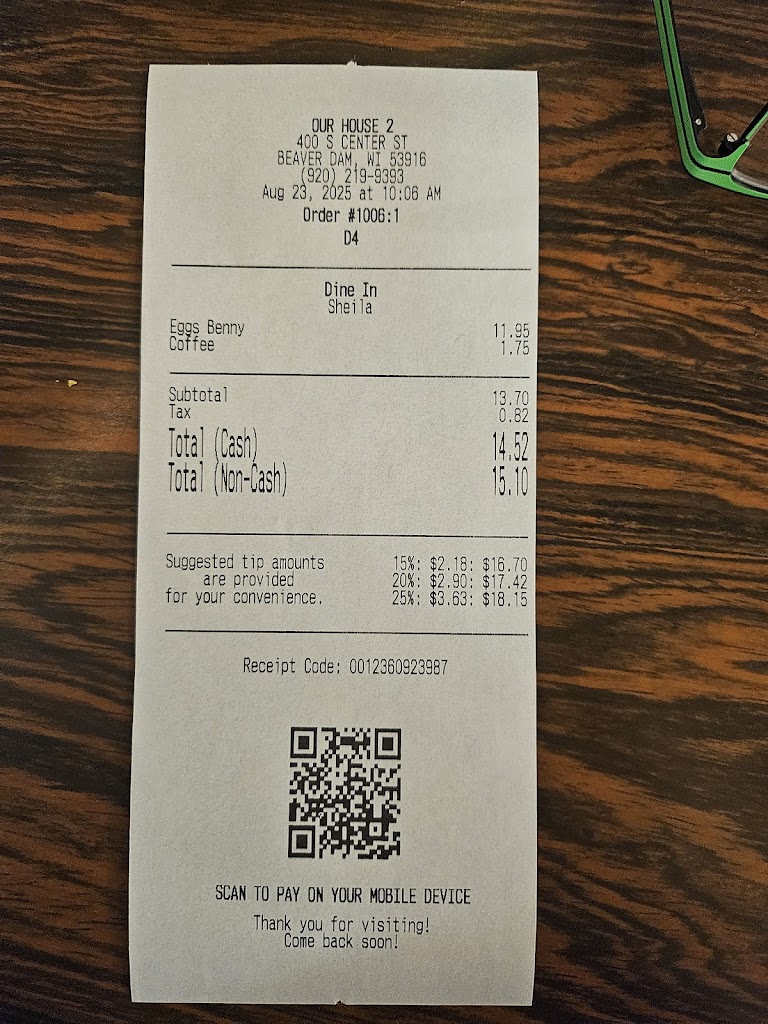 OUR HOUSE 2
400 S CENTER ST
BEAVER DAM, WI 53916
(920) 219-9393
Aug 23, 2025 at 10:06 AM
Order #1006:1
D4
Dine In
Sheila
Eggs Benny 11.95
Coffee 1.75
Subtotal 13.70
Tax 0.82
Total (Cash) 14.52
Total (Non-Cash) 15.10
Suggested tip amounts 15%: $2.18: $16.70
are provided 20%: $2.90: $17.42
for your convenience. 25%: $3.63: $18.15
Receipt Code: 0012360923987
SCAN TO PAY ON YOUR MOBILE DEVICE
Thank you for visiting!
Come back soon!